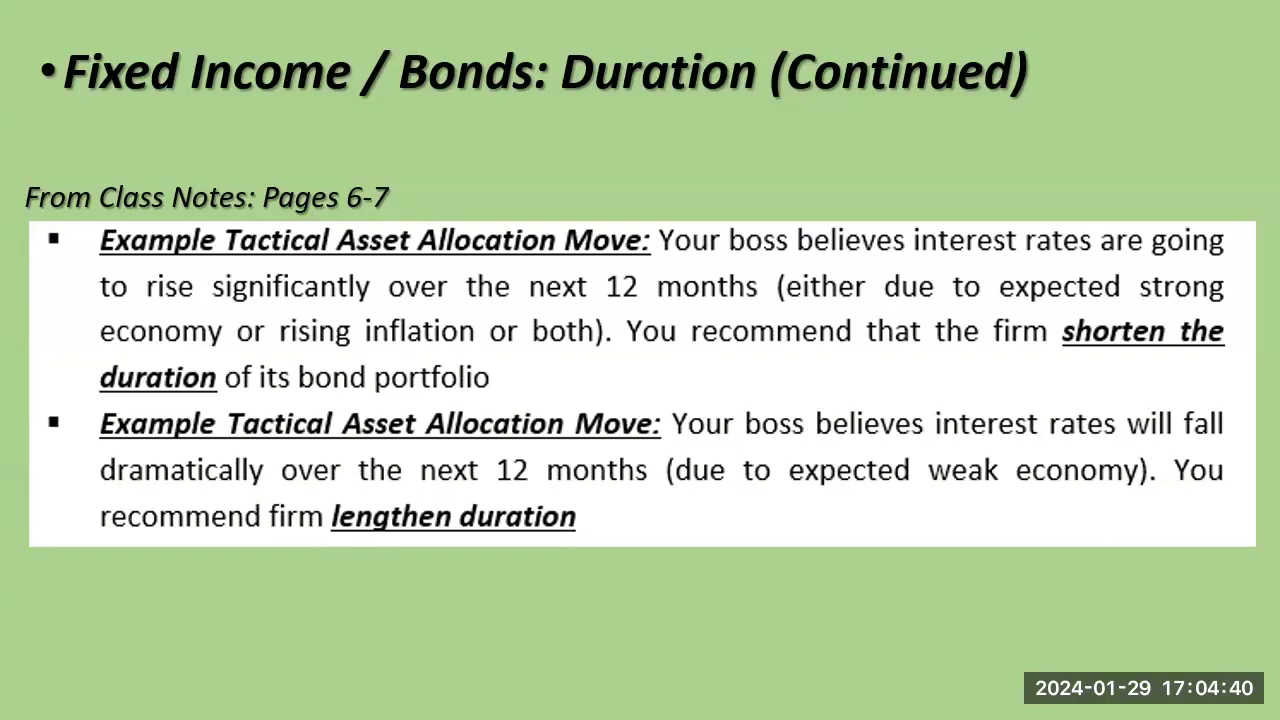 •Fixed Income / Bonds: Duration (Continued)
From Class Notes: Pages 6-7
▪ Example Tactical Asset Allocation Move: Your boss believes interest rates are going
to rise significantly over the next 12 months (either due to expected strong
economy or rising inflation or both). You recommend that the firm shorten the
duration of its bond portfolio
▪ Example Tactical Asset Allocation Move: Your boss believes interest rates will fall
dramatically over the next 12 months (due to expected weak economy). You
recommend firm lengthen duration
2024-01-29 17:04:40